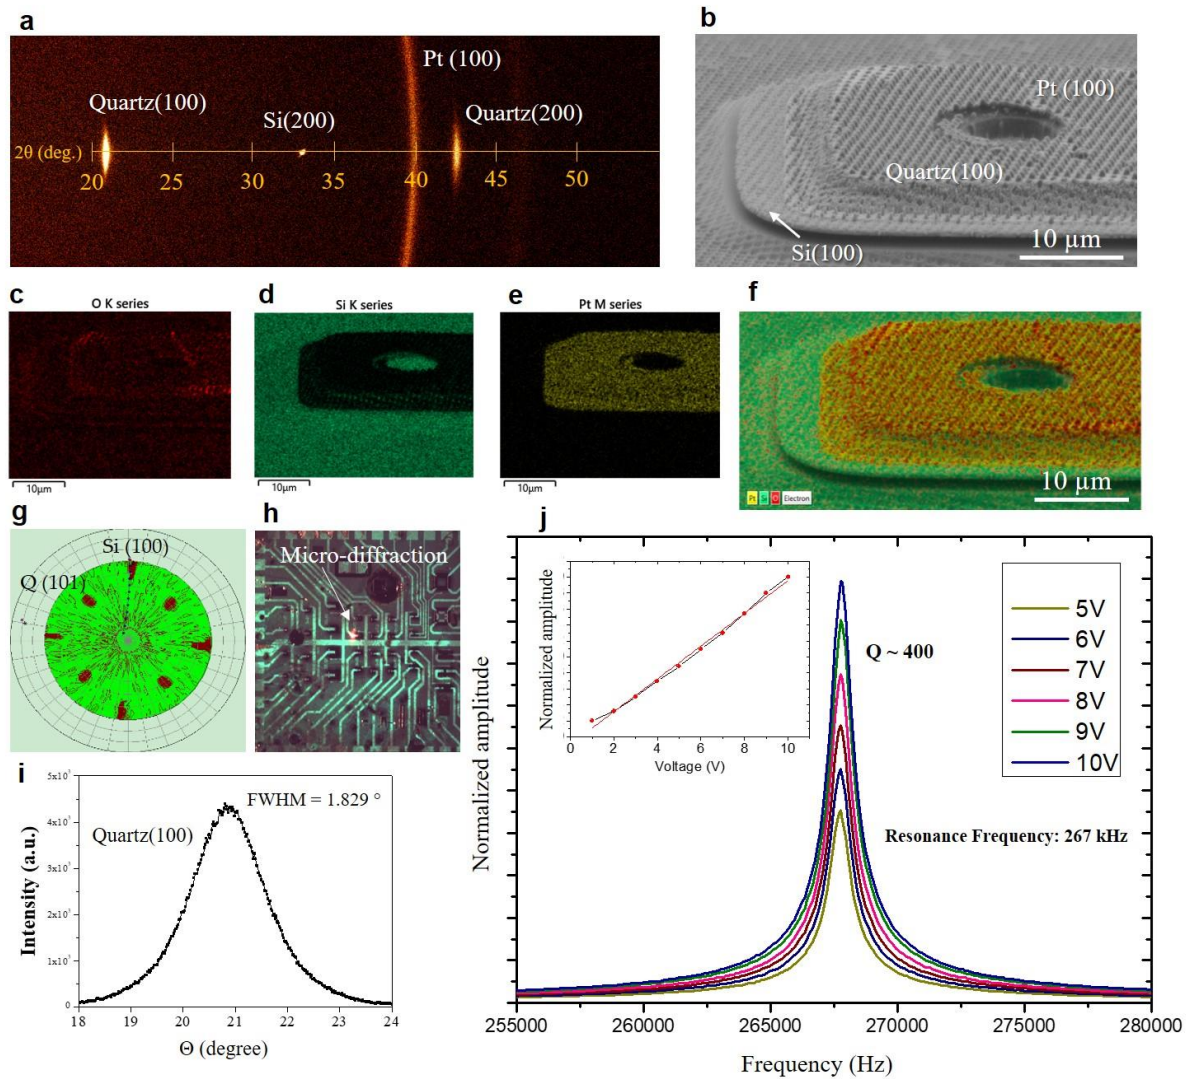 a
Pt (100)
Quartz(100)
Si(200)
Quartz(200)
2θ (deg.)
20 25 30 35 40 45 50
b
Pt (100)
Quartz(100)
Si(100)
10 µm
c
O K series
10µm
d
Si K series
10µm
e
Pt M series
10µm
f
Pt Si O Electron
10 µm
g
Si (100)
Q (101)
h
Micro-diffraction
i
FWHM = 1.829 °
Quartz(100)
Intensity (a.u.)
0
18 19 20 21 22 23 24
Θ (degree)
j
Normalized amplitude
0 2 4 6 8 10
Voltage (V)
Q ~ 400
5V
6V
7V
8V
9V
10V
Resonance Frequency: 267 kHz
Normalized amplitude
255000 260000 265000 270000 275000 280000
Frequency (Hz)